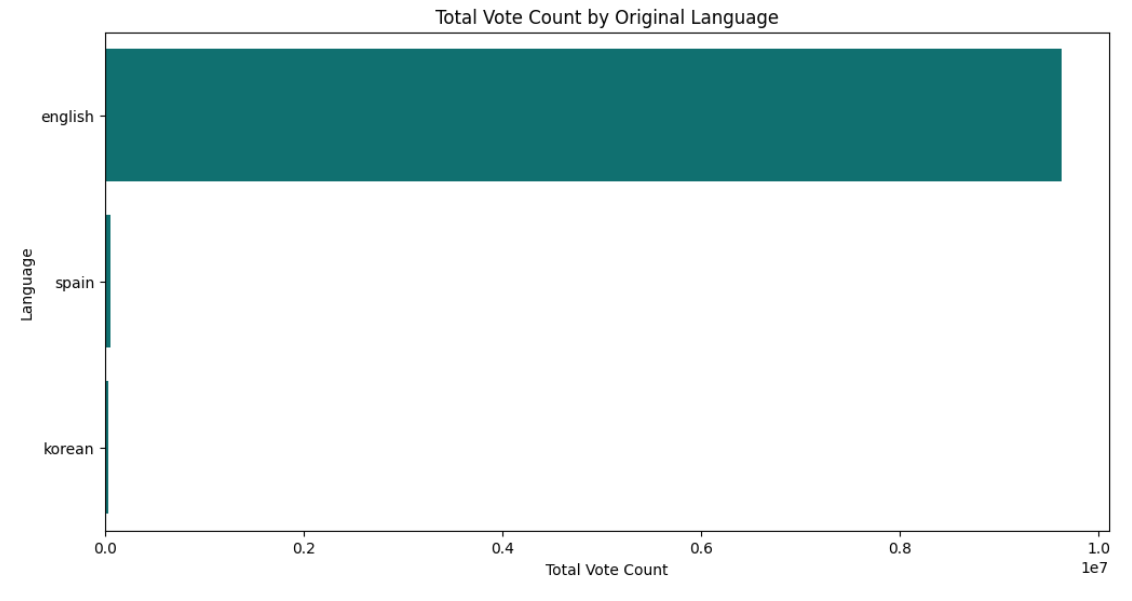 Total Vote Count by Original Language
Language
english
spain
korean
0.0 0.2 0.4 0.6 0.8 1.0
1e7
Total Vote Count